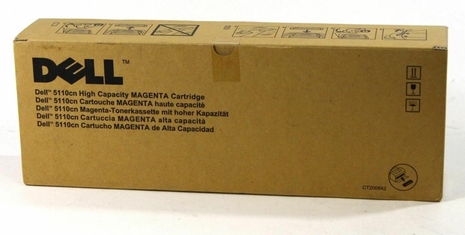 DELL™
Dell™ 5110cn High Capacity MAGENTA Cartridge
Dell™ 5110cn Cartouche MAGENTA haute capacité
Dell™ 5110cn Magenta-Tonerkassette mit hoher Kapazität
Dell™ 5110cn Cartuccia MAGENTA alta capacità
Dell™ 5110cn Cartucho MAGENTA de Alta Capacidad